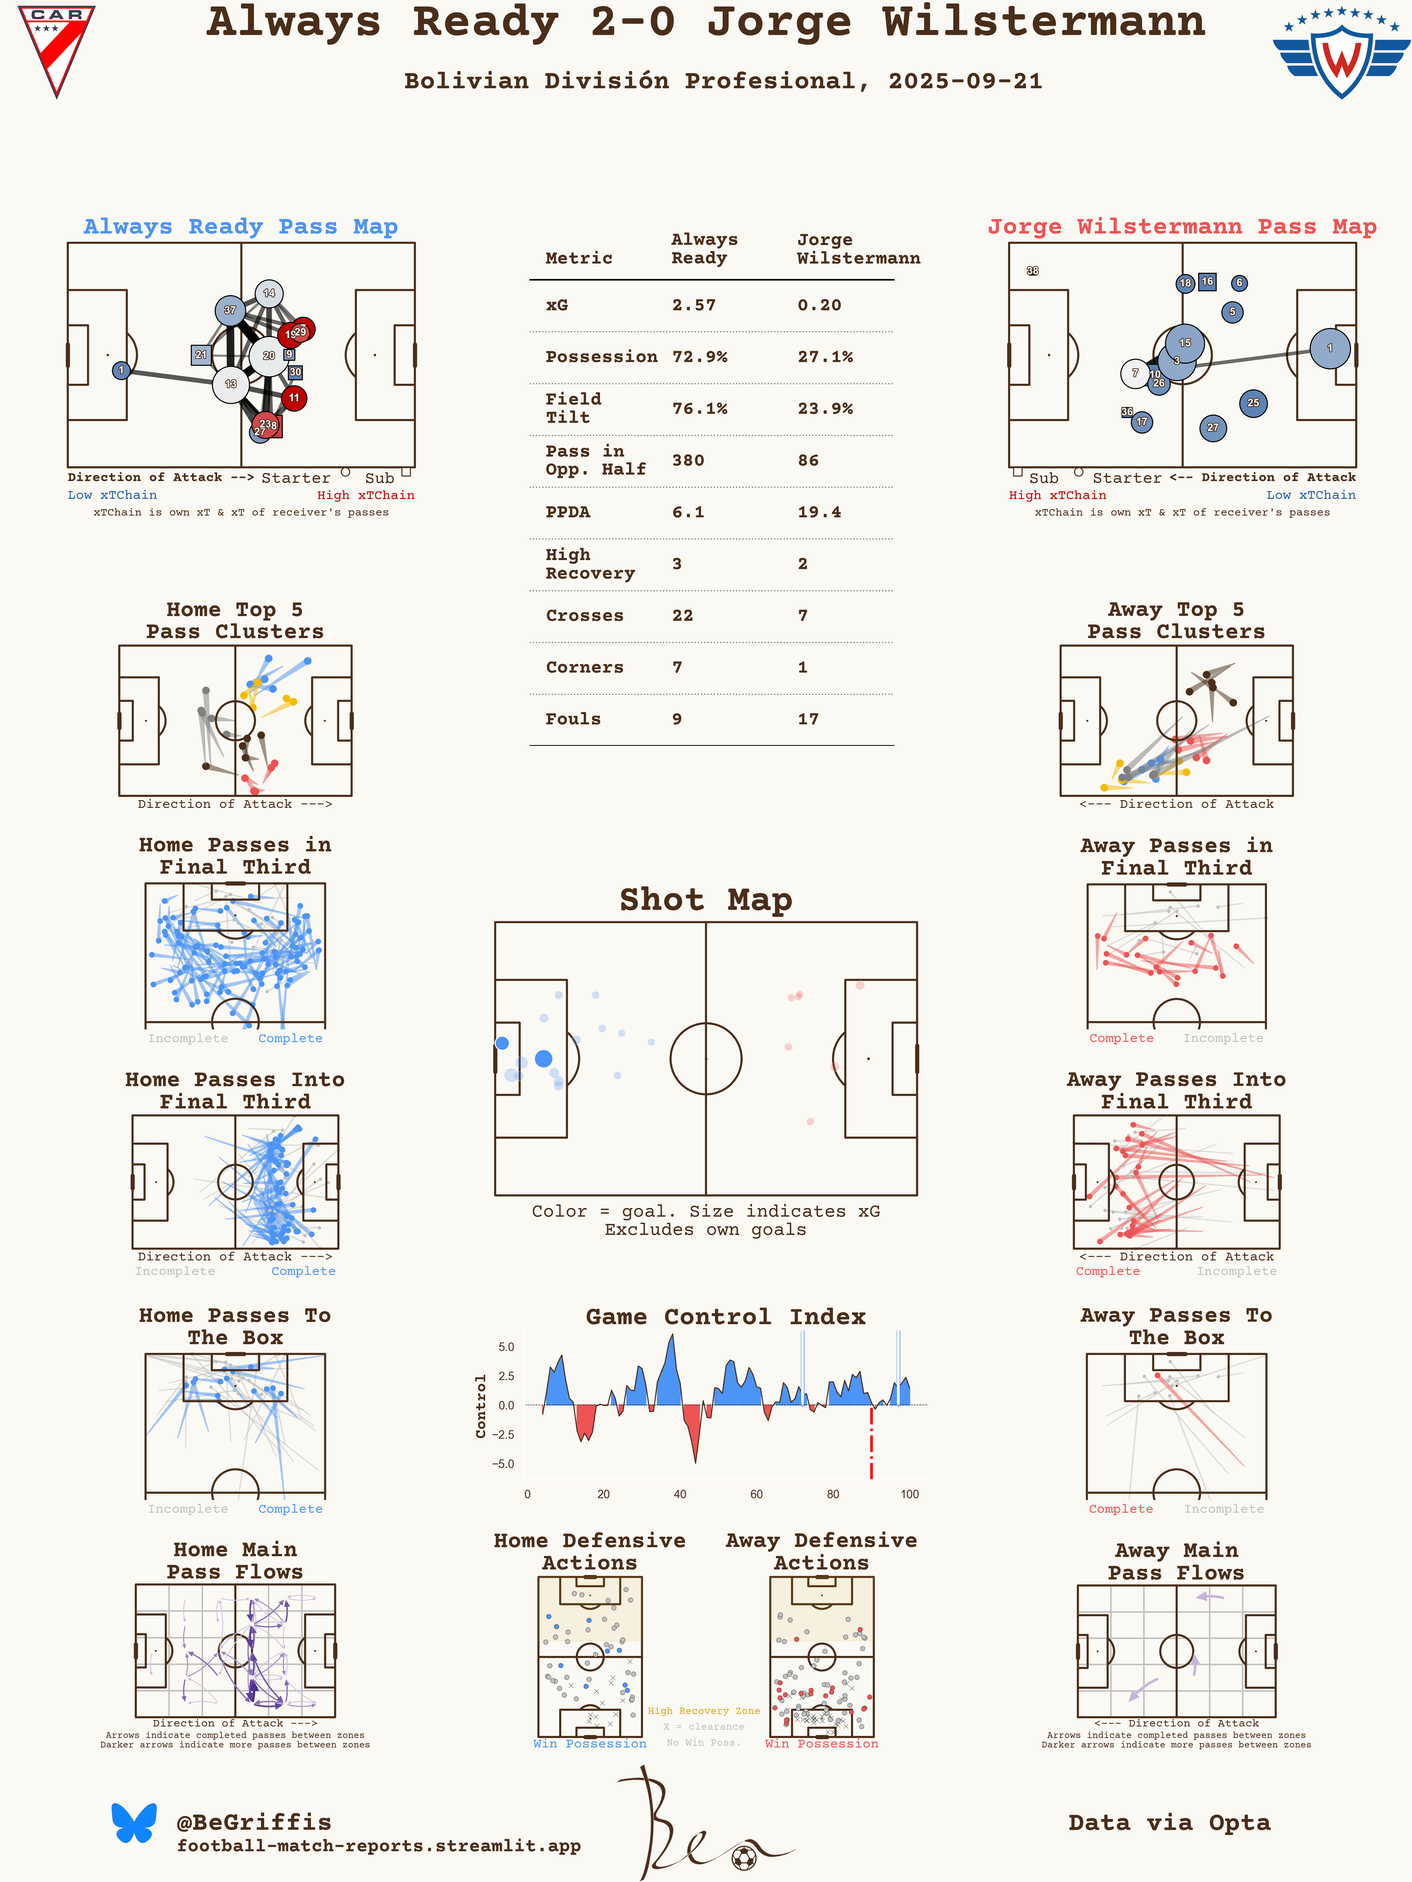 CAR
Always Ready 2-0 Jorge Wilstermann
Bolivian División Profesional, 2025-09-21
W
Always Ready Pass Map
14
37
29
21
20
9
30
1
13
11
23
8
27
Direction of Attack --> Starter Sub
Low xTChain High xTChain
xTChain is own xT & xT of receiver's passes
Metric Always Ready Jorge Wilstermann
xG 2.57 0.20
Possession 72.9% 27.1%
Field Tilt 76.1% 23.9%
Pass in Opp. Half 380 86
PPDA 6.1 19.4
High Recovery 3 2
Crosses 22 7
Corners 7 1
Fouls 9 17
Jorge Wilstermann Pass Map
38
18
16
6
5
15
3
1
7
10
26
36
17
25
27
Sub Starter <-- Direction of Attack
High xTChain Low xTChain
xTChain is own xT & xT of receiver's passes
Home Top 5
Pass Clusters
Direction of Attack --->
Away Top 5
Pass Clusters
<--- Direction of Attack
Home Passes in
Final Third
Incomplete Complete
Away Passes in
Final Third
Complete Incomplete
Shot Map
Color = goal. Size indicates xG
Excludes own goals
Home Passes Into
Final Third
Direction of Attack --->
Incomplete Complete
Away Passes Into
Final Third
<--- Direction of Attack
Complete Incomplete
Home Passes To
The Box
Incomplete Complete
Game Control Index
Control
5.0
2.5
0.0
−2.5
−5.0
0 20 40 60 80 100
Away Passes To
The Box
Complete Incomplete
Home Main
Pass Flows
Direction of Attack --->
Arrows indicate completed passes between zones
Darker arrows indicate more passes between zones
Home Defensive
Actions
Win Possession
High Recovery Zone
X = clearance
No Win Poss.
Away Defensive
Actions
Win Possession
Away Main
Pass Flows
<--- Direction of Attack
Arrows indicate completed passes between zones
Darker arrows indicate more passes between zones
@BeGriffis
football-match-reports.streamlit.app
Ben
Data via Opta